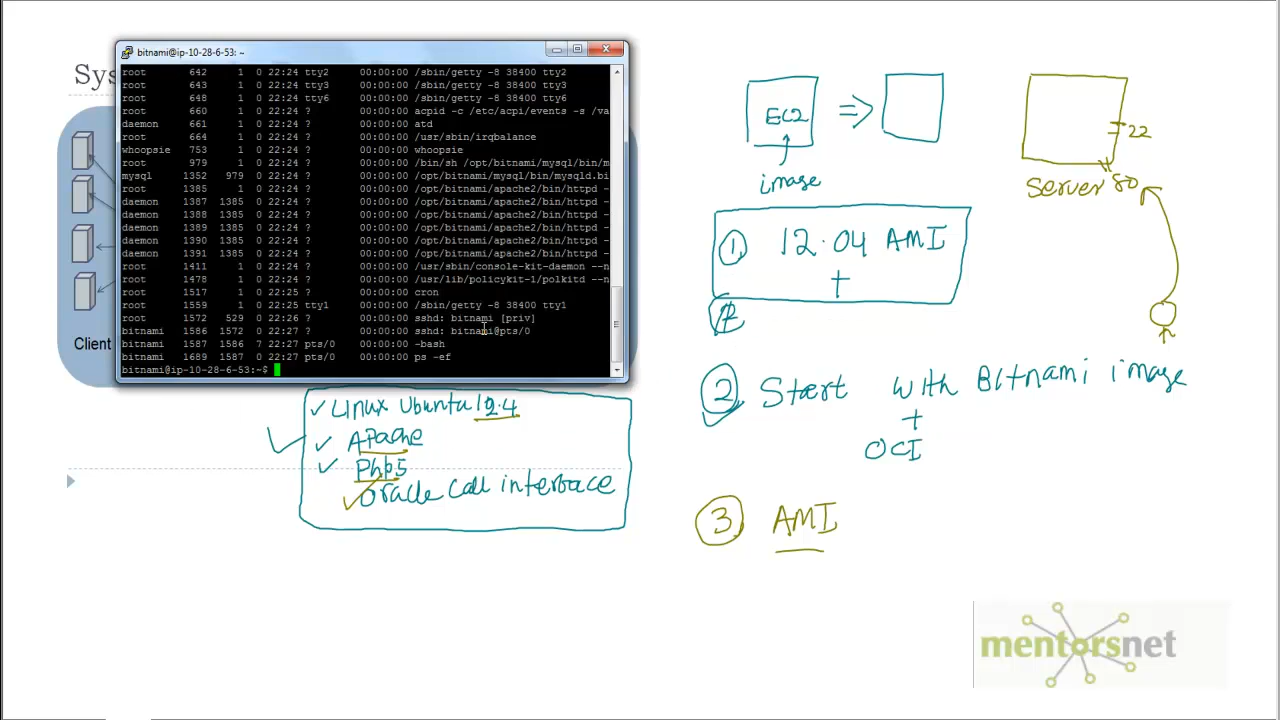 Sys
bitnami@ip-10-28-6-53: ~
root 642 1 0 22:24 tty2 00:00:00 /sbin/getty -8 38400 tty2
root 643 1 0 22:24 tty3 00:00:00 /sbin/getty -8 38400 tty3
root 648 1 0 22:24 tty6 00:00:00 /sbin/getty -8 38400 tty6
root 660 1 0 22:24 ? 00:00:00 acpid -c /etc/acpi/events -s /va
daemon 661 1 0 22:24 ? 00:00:00 atd
root 664 1 0 22:24 ? 00:00:00 /usr/sbin/irqbalance
whoopsie 753 1 0 22:24 ? 00:00:00 whoopsie
root 979 1 0 22:24 ? 00:00:00 /bin/sh /opt/bitnami/mysql/bin/m
mysql 1352 979 0 22:24 ? 00:00:00 /opt/bitnami/mysql/bin/mysqld.bi
root 1385 1 0 22:24 ? 00:00:00 /opt/bitnami/apache2/bin/httpd -
daemon 1387 1385 0 22:24 ? 00:00:00 /opt/bitnami/apache2/bin/httpd -
daemon 1388 1385 0 22:24 ? 00:00:00 /opt/bitnami/apache2/bin/httpd -
daemon 1389 1385 0 22:24 ? 00:00:00 /opt/bitnami/apache2/bin/httpd -
daemon 1390 1385 0 22:24 ? 00:00:00 /opt/bitnami/apache2/bin/httpd -
daemon 1391 1385 0 22:24 ? 00:00:00 /opt/bitnami/apache2/bin/httpd -
root 1411 1 0 22:24 ? 00:00:00 /usr/sbin/console-kit-daemon --n
root 1478 1 0 22:24 ? 00:00:00 /usr/lib/policykit-1/polkitd --n
root 1517 1 0 22:25 ? 00:00:00 cron
root 1559 1 0 22:25 tty1 00:00:00 /sbin/getty -8 38400 tty1
root 1572 529 0 22:26 ? 00:00:00 sshd: bitnami [priv]
bitnami 1586 1572 0 22:27 ? 00:00:00 sshd: bitnami@pts/0
bitnami 1587 1586 7 22:27 pts/0 00:00:00 -bash
bitnami 1689 1587 0 22:27 pts/0 00:00:00 ps -ef
bitnami@ip-10-28-6-53:~$
Client
✓ Linux Ubuntu 12.4
✓ Apache
✓ Php5
✓ Oracle Call interface
EC2 ⇒
image
22
Server 80
① 12.04 AMI
+
② Start with Bitnami image
+
OCI
③ AMI
mentorsnet